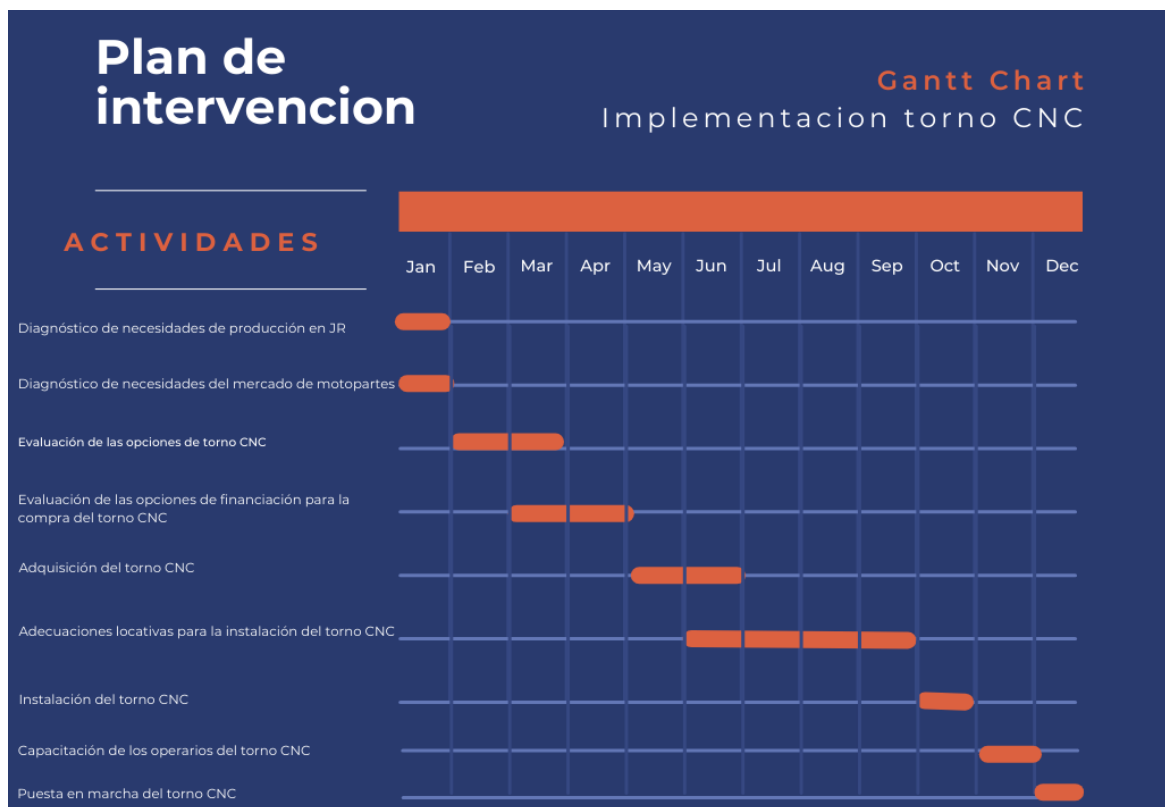 Plan de
intervencion
Gantt Chart
Implementacion torno CNC
ACTIVIDADES
Jan Feb Mar Apr May Jun Jul Aug Sep Oct Nov Dec
Diagnóstico de necesidades de producción en JR
Diagnóstico de necesidades del mercado de motopartes
Evaluación de las opciones de torno CNC
Evaluación de las opciones de financiación para la
compra del torno CNC
Adquisición del torno CNC
Adecuaciones locativas para la instalación del torno CNC
Instalación del torno CNC
Capacitación de los operarios del torno CNC
Puesta en marcha del torno CNC